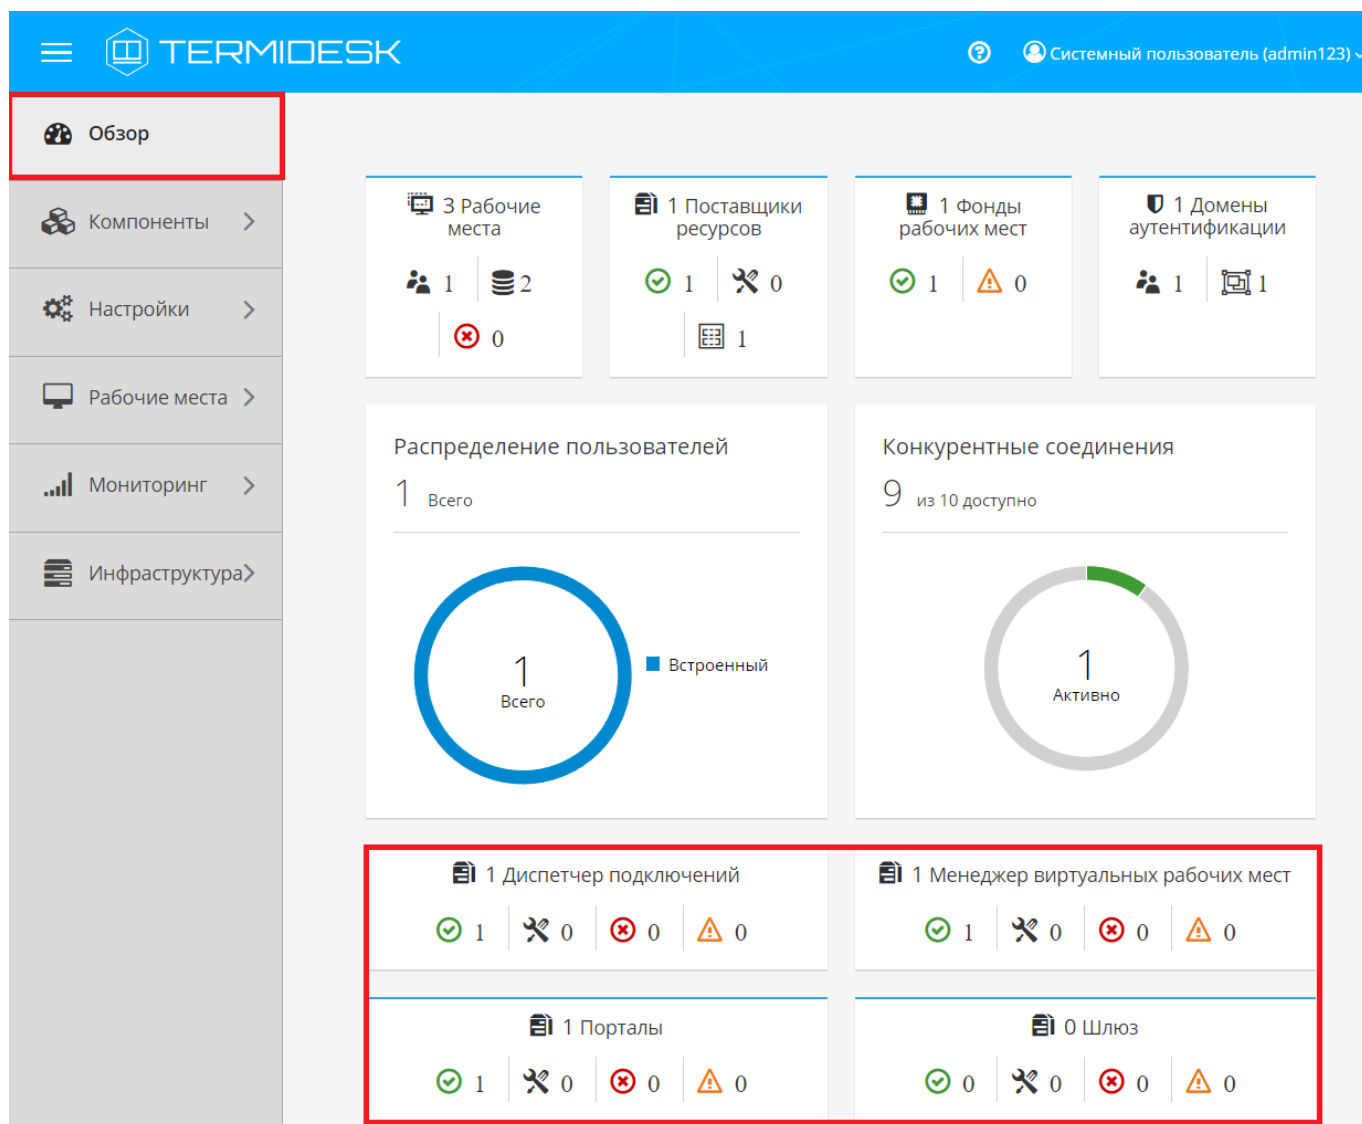 TERMIDESK
Системный пользователь (admin123)
Обзор
Компоненты
Настройки
Рабочие места
Мониторинг
Инфраструктура
3 Рабочие
места
1
2
0
1 Поставщики
ресурсов
1
0
1
1 Фонды
рабочих мест
1
0
1 Домены
аутентификации
1
1
Распределение пользователей
1 Всего
1
Всего
Встроенный
Конкурентные соединения
9 из 10 доступно
1
Активно
1 Диспетчер подключений
1 0 0 0
1 Менеджер виртуальных рабочих мест
1 0 0 0
1 Порталы
1 0 0 0
0 Шлюз
0 0 0 0